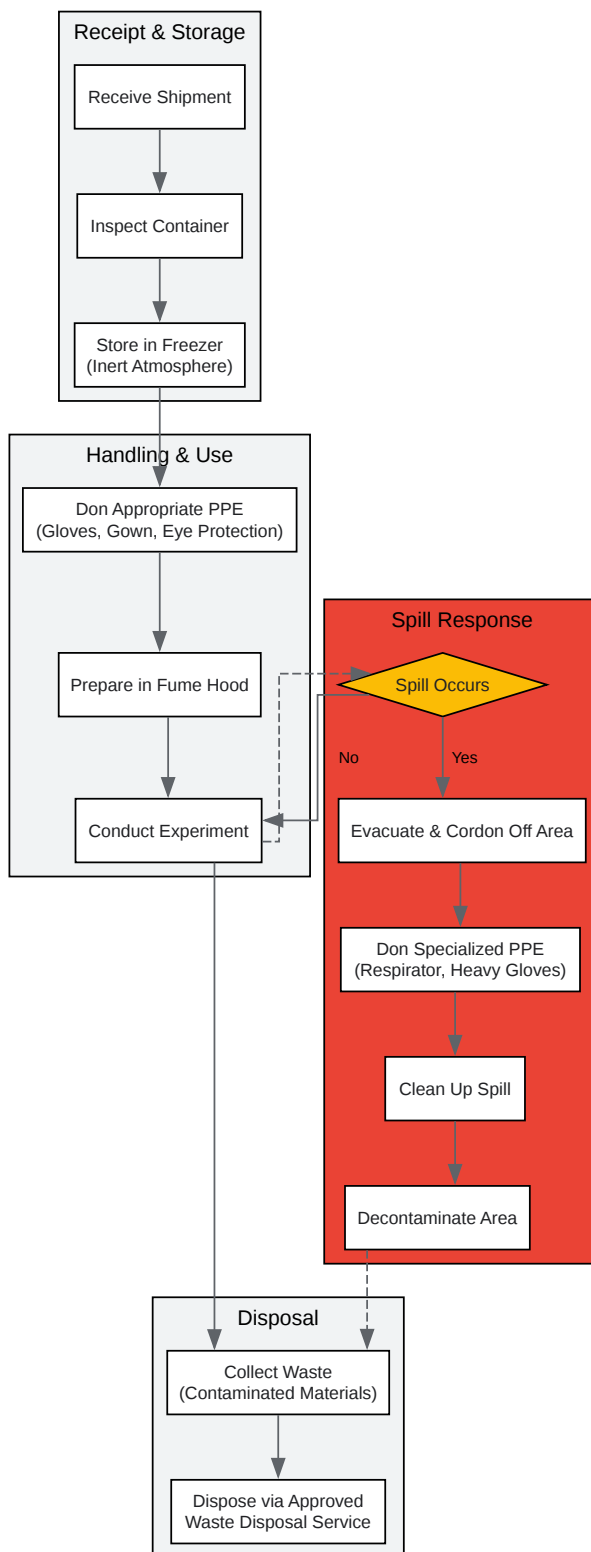 Receipt & Storage
Receive Shipment
Inspect Container
Store in Freezer
(Inert Atmosphere)
Handling & Use
Don Appropriate PPE
(Gloves, Gown, Eye Protection)
Prepare in Fume Hood
Conduct Experiment
Spill Response
Spill Occurs
No
Yes
Evacuate & Cordon Off Area
Don Specialized PPE
(Respirator, Heavy Gloves)
Clean Up Spill
Decontaminate Area
Disposal
Collect Waste
(Contaminated Materials)
Dispose via Approved
Waste Disposal Service